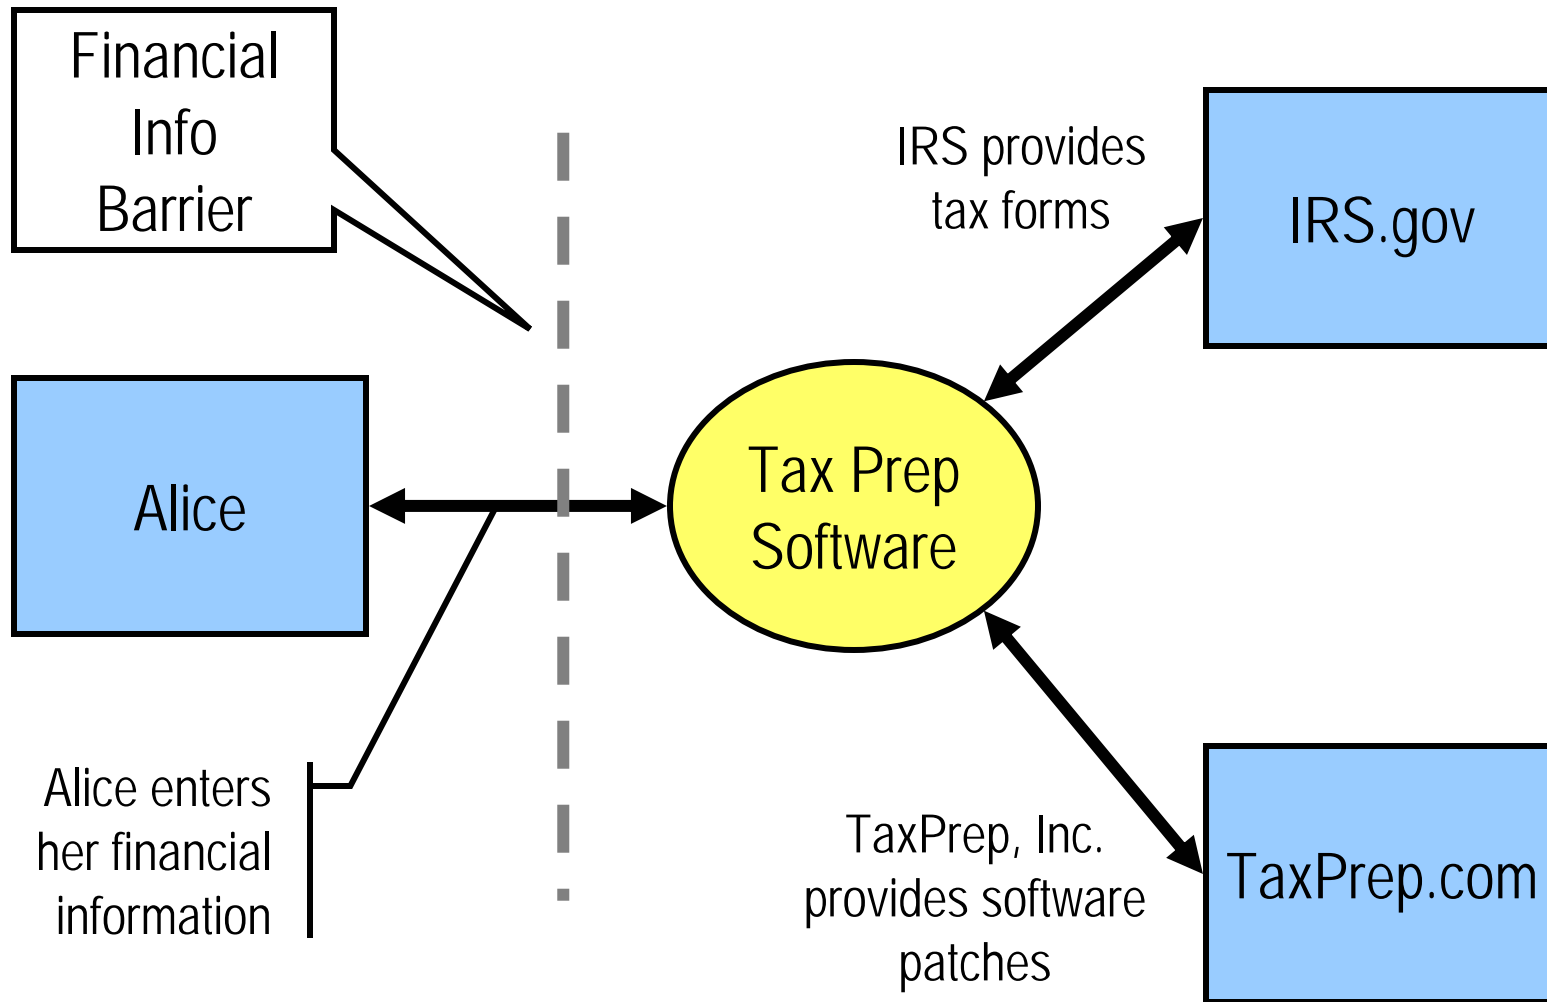 Financial
Info
Barrier
IRS provides
tax forms
IRS.gov
Alice
Tax Prep
Software
Alice enters
her financial
information
TaxPrep, Inc.
provides software
patches
TaxPrep.com